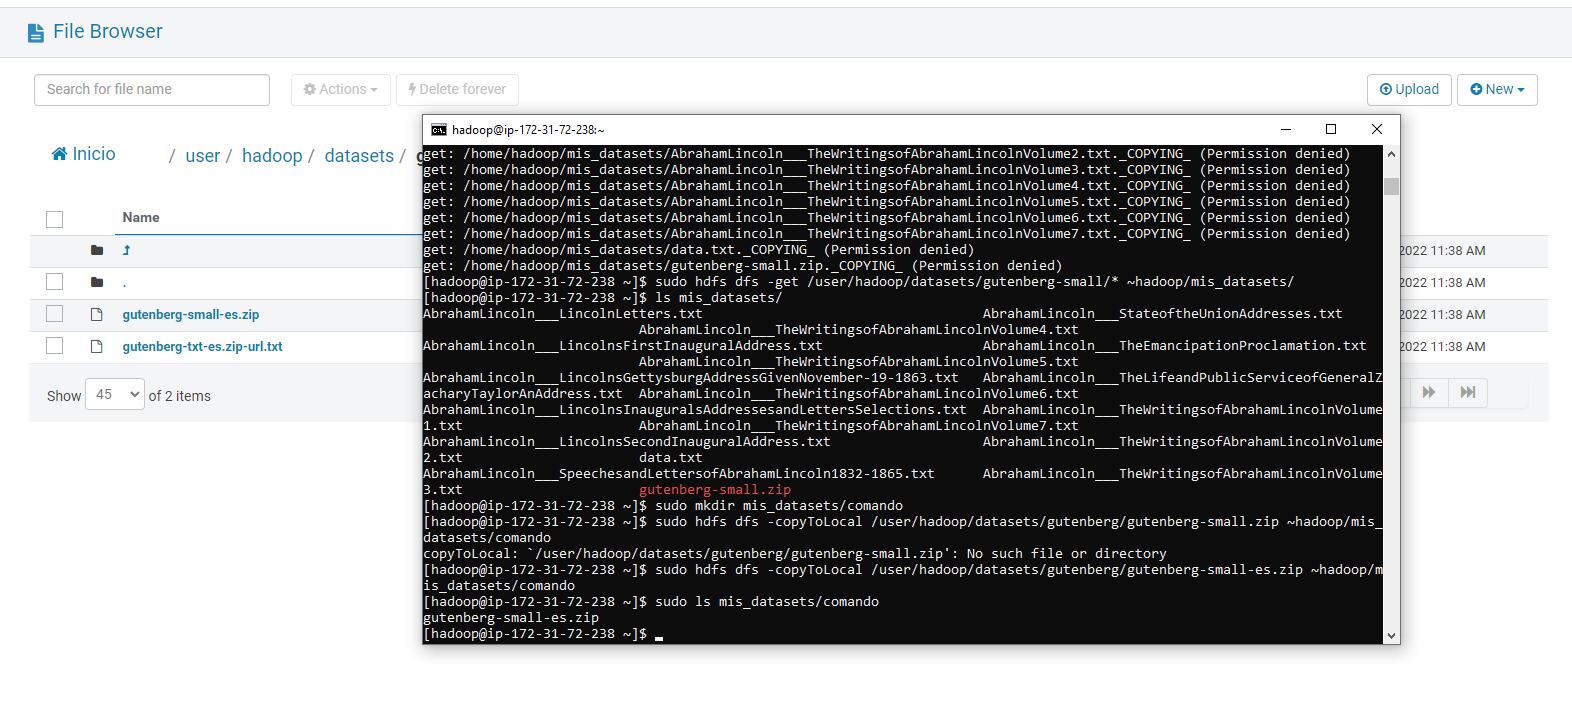 File Browser
Search for file name
Actions
Delete forever
Upload
New
Inicio / user / hadoop / datasets /
Name
.
gutenberg-small-es.zip
gutenberg-txt-es.zip-url.txt
2022 11:38 AM
2022 11:38 AM
2022 11:38 AM
2022 11:38 AM
Show 45 of 2 items
hadoop@ip-172-31-72-238:~
get: /home/hadoop/mis_datasets/AbrahamLincoln___TheWritingsofAbrahamLincolnVolume2.txt._COPYING_ (Permission denied)
get: /home/hadoop/mis_datasets/AbrahamLincoln___TheWritingsofAbrahamLincolnVolume3.txt._COPYING_ (Permission denied)
get: /home/hadoop/mis_datasets/AbrahamLincoln___TheWritingsofAbrahamLincolnVolume4.txt._COPYING_ (Permission denied)
get: /home/hadoop/mis_datasets/AbrahamLincoln___TheWritingsofAbrahamLincolnVolume5.txt._COPYING_ (Permission denied)
get: /home/hadoop/mis_datasets/AbrahamLincoln___TheWritingsofAbrahamLincolnVolume6.txt._COPYING_ (Permission denied)
get: /home/hadoop/mis_datasets/AbrahamLincoln___TheWritingsofAbrahamLincolnVolume7.txt._COPYING_ (Permission denied)
get: /home/hadoop/mis_datasets/data.txt._COPYING_ (Permission denied)
get: /home/hadoop/mis_datasets/gutenberg-small.zip._COPYING_ (Permission denied)
[hadoop@ip-172-31-72-238 ~]$ sudo hdfs dfs -get /user/hadoop/datasets/gutenberg-small/* ~hadoop/mis_datasets/
[hadoop@ip-172-31-72-238 ~]$ ls mis_datasets/
AbrahamLincoln___LincolnLetters.txt AbrahamLincoln___StateoftheUnionAddresses.txt
AbrahamLincoln___TheWritingsofAbrahamLincolnVolume4.txt
AbrahamLincoln___LincolnsFirstInauguralAddress.txt AbrahamLincoln___TheEmancipationProclamation.txt
AbrahamLincoln___TheWritingsofAbrahamLincolnVolume5.txt
AbrahamLincoln___LincolnsGettysburgAddressGivenNovember-19-1863.txt AbrahamLincoln___TheLifeandPublicServiceofGeneralZ
acharyTaylorAnAddress.txt AbrahamLincoln___TheWritingsofAbrahamLincolnVolume6.txt
AbrahamLincoln___LincolnsInauguralsAddressesandLettersSelections.txt AbrahamLincoln___TheWritingsofAbrahamLincolnVolume
1.txt AbrahamLincoln___TheWritingsofAbrahamLincolnVolume7.txt
AbrahamLincoln___LincolnsSecondInauguralAddress.txt AbrahamLincoln___TheWritingsofAbrahamLincolnVolume
2.txt data.txt
AbrahamLincoln___SpeechesandLettersofAbrahamLincoln1832-1865.txt AbrahamLincoln___TheWritingsofAbrahamLincolnVolume
3.txt gutenberg-small.zip
[hadoop@ip-172-31-72-238 ~]$ sudo mkdir mis_datasets/comando
[hadoop@ip-172-31-72-238 ~]$ sudo hdfs dfs -copyToLocal /user/hadoop/datasets/gutenberg/gutenberg-small.zip ~hadoop/mis_
datasets/comando
copyToLocal: `/user/hadoop/datasets/gutenberg/gutenberg-small.zip': No such file or directory
[hadoop@ip-172-31-72-238 ~]$ sudo hdfs dfs -copyToLocal /user/hadoop/datasets/gutenberg/gutenberg-small-es.zip ~hadoop/m
is_datasets/comando
[hadoop@ip-172-31-72-238 ~]$ sudo ls mis_datasets/comando
gutenberg-small-es.zip
[hadoop@ip-172-31-72-238 ~]$